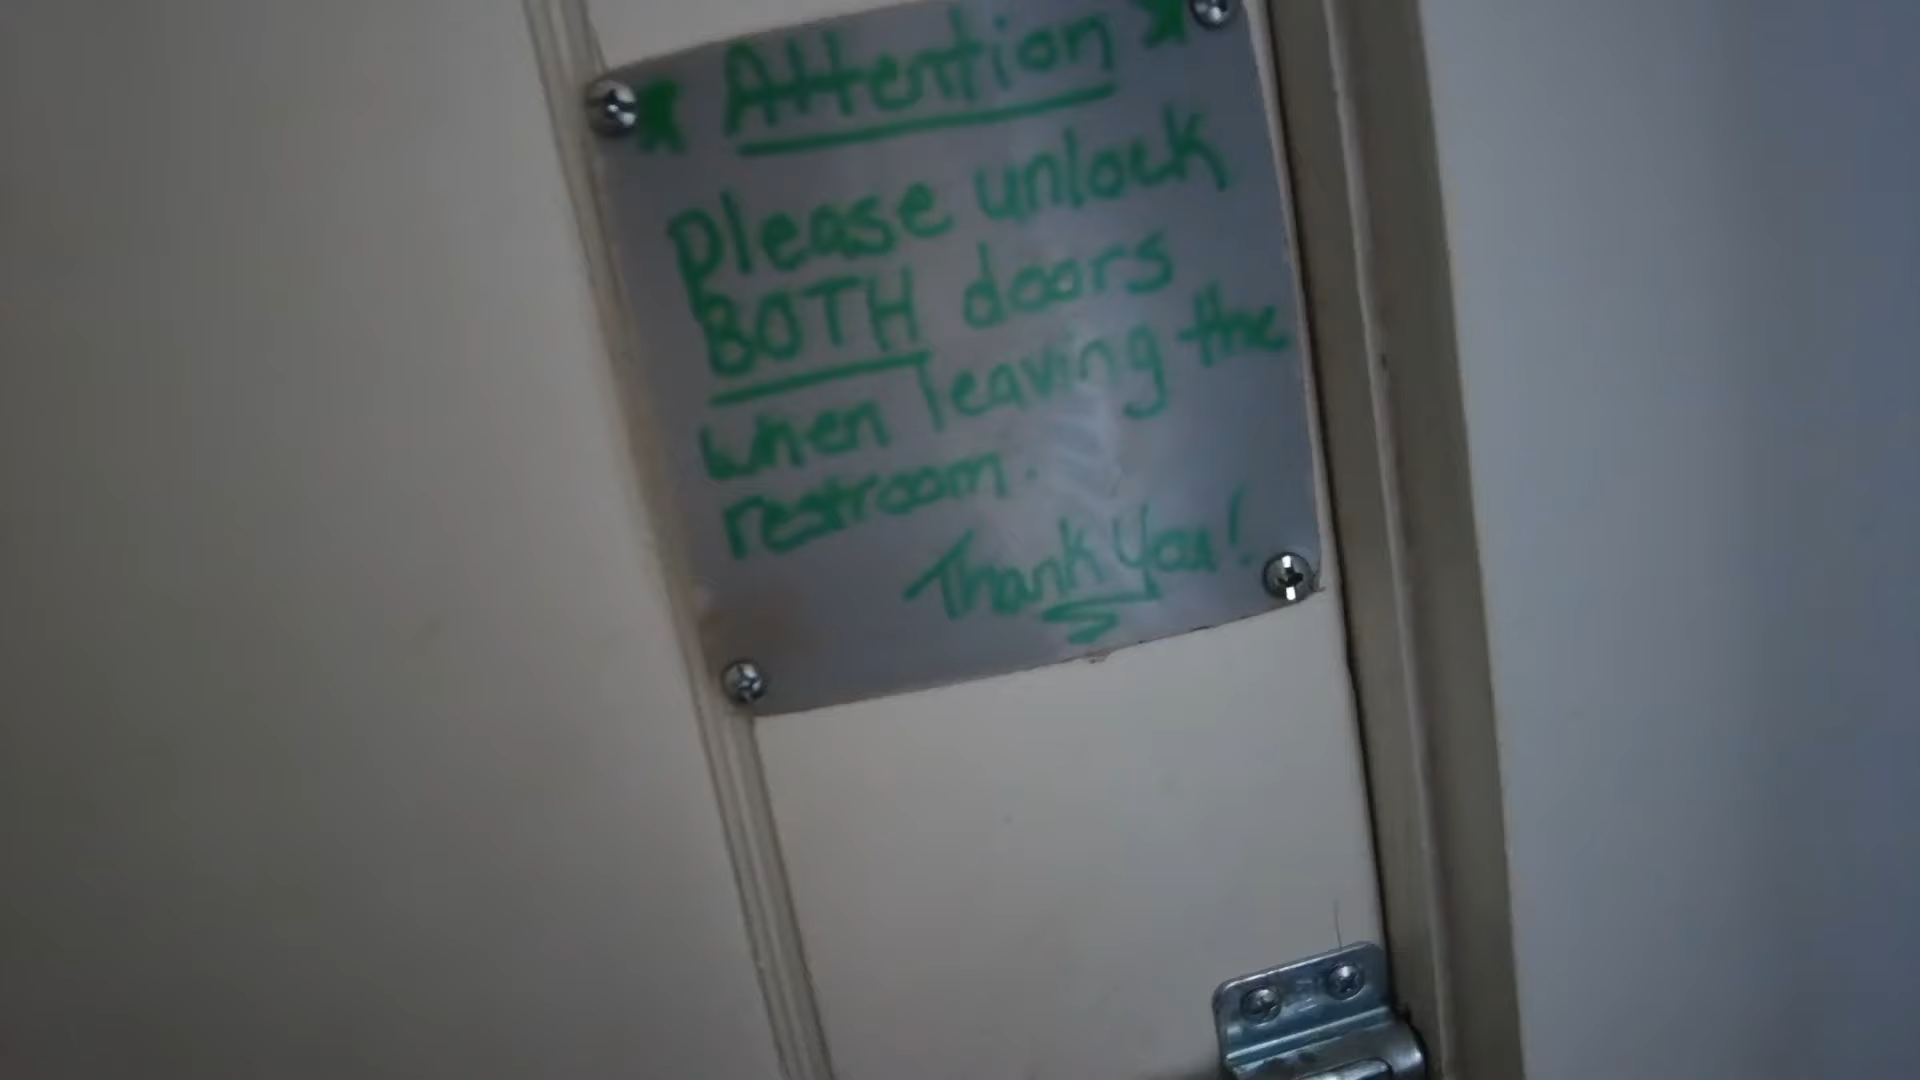 Attention
please unlock
BOTH doors
when leaving the
restroom.
Thank you!